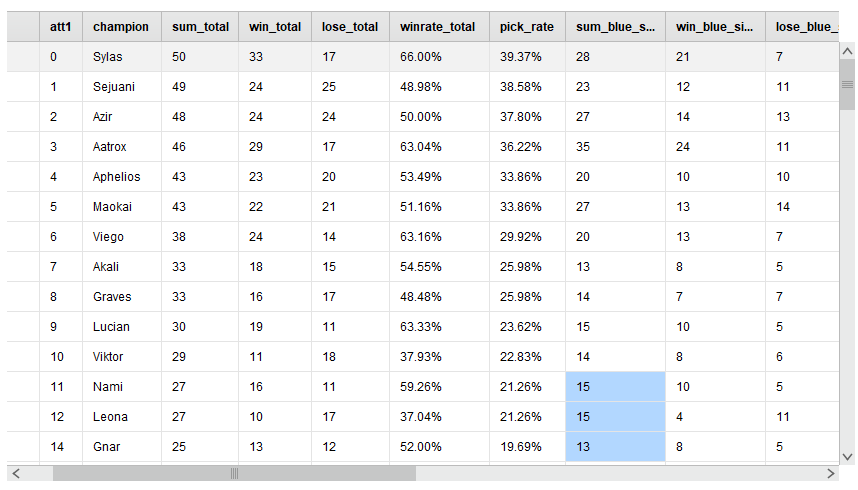 att1 champion sum_total win_total lose_total winrate_total pick_rate sum_blue_s... win_blue_si... lose_blue_
0 Sylas 50 33 17 66.00% 39.37% 28 21 7
1 Sejuani 49 24 25 48.98% 38.58% 23 12 11
2 Azir 48 24 24 50.00% 37.80% 27 14 13
3 Aatrox 46 29 17 63.04% 36.22% 35 24 11
4 Aphelios 43 23 20 53.49% 33.86% 20 10 10
5 Maokai 43 22 21 51.16% 33.86% 27 13 14
6 Viego 38 24 14 63.16% 29.92% 20 13 7
7 Akali 33 18 15 54.55% 25.98% 13 8 5
8 Graves 33 16 17 48.48% 25.98% 14 7 7
9 Lucian 30 19 11 63.33% 23.62% 15 10 5
10 Viktor 29 11 18 37.93% 22.83% 14 8 6
11 Nami 27 16 11 59.26% 21.26% 15 10 5
12 Leona 27 10 17 37.04% 21.26% 15 4 11
14 Gnar 25 13 12 52.00% 19.69% 13 8 5